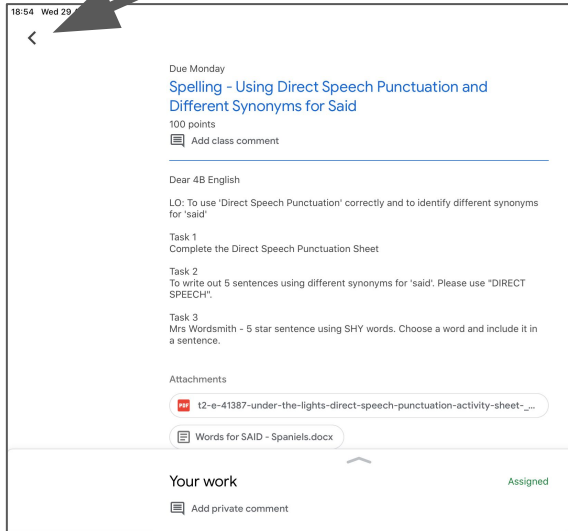 18:54 Wed 29
Due Monday
Spelling - Using Direct Speech Punctuation and
Different Synonyms for Said
100 points
Add class comment
Dear 4B English
LO: To use 'Direct Speech Punctuation' correctly and to identify different synonyms
for 'said'
Task 1
Complete the Direct Speech Punctuation Sheet
Task 2
To write out 5 sentences using different synonyms for 'said'. Please use "DIRECT
SPEECH".
Task 3
Mrs Wordsmith - 5 star sentence using SHY words. Choose a word and include it in
a sentence.
Attachments
PDF t2-e-41387-under-the-lights-direct-speech-punctuation-activity-sheet-_...
Words for SAID - Spaniels.docx
Your work
Assigned
Add private comment